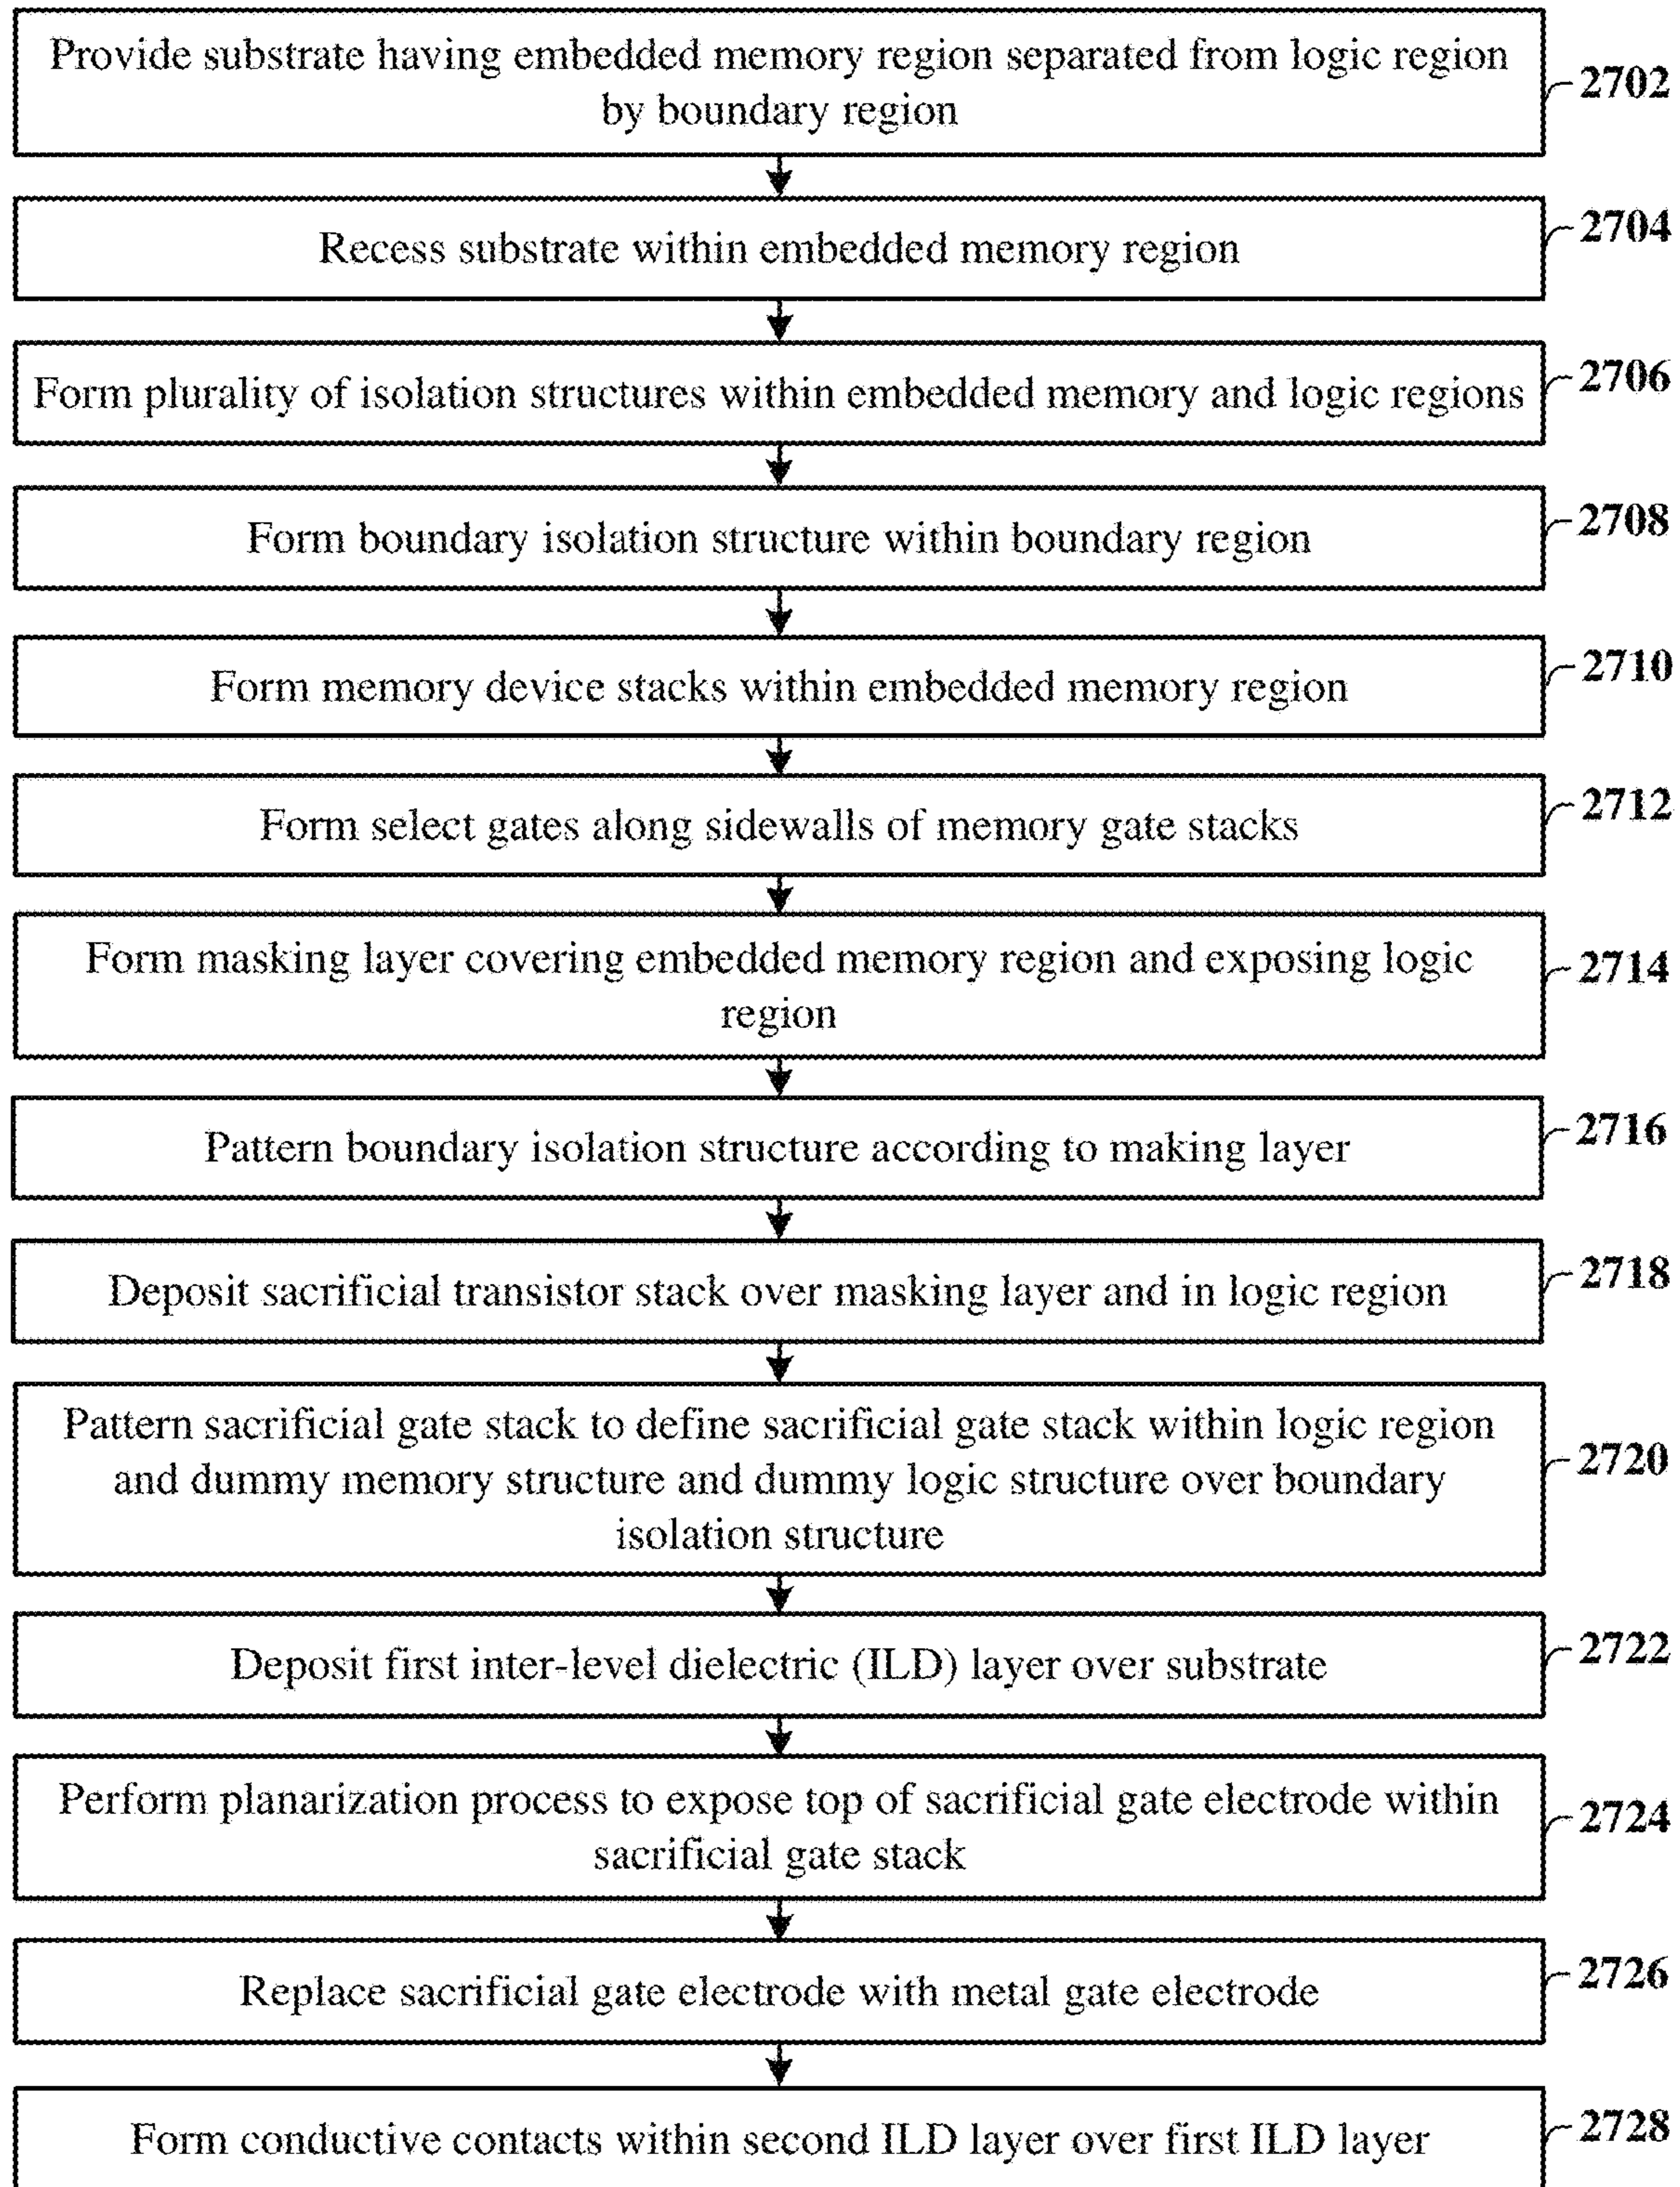 Provide substrate having embedded memory region separated from logic region
by boundary region
2702
Recess substrate within embedded memory region
2704
Form plurality of isolation structures within embedded memory and logic regions
2706
Form boundary isolation structure within boundary region
2708
Form memory device stacks within embedded memory region
2710
Form select gates along sidewalls of memory gate stacks
2712
Form masking layer covering embedded memory region and exposing logic
region
2714
Pattern boundary isolation structure according to making layer
2716
Deposit sacrificial transistor stack over masking layer and in logic region
2718
Pattern sacrificial gate stack to define sacrificial gate stack within logic region
and dummy memory structure and dummy logic structure over boundary
isolation structure
2720
Deposit first inter-level dielectric (ILD) layer over substrate
2722
Perform planarization process to expose top of sacrificial gate electrode within
sacrificial gate stack
2724
Replace sacrificial gate electrode with metal gate electrode
2726
Form conductive contacts within second ILD layer over first ILD layer
2728